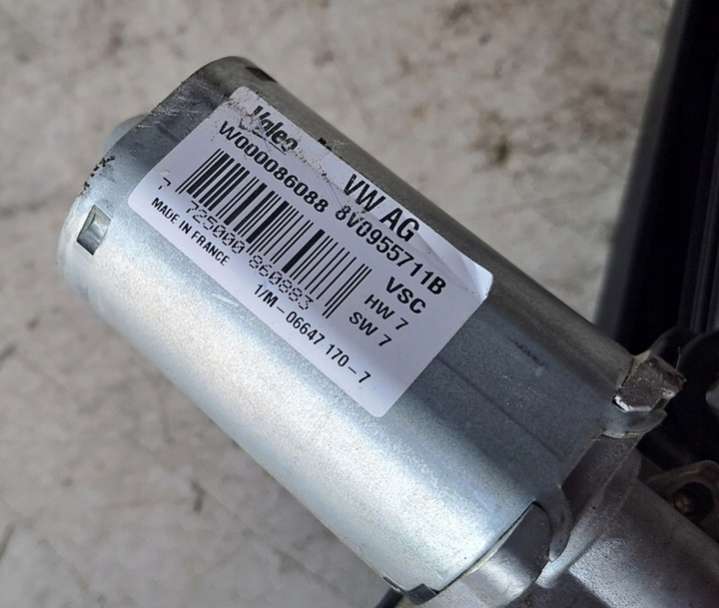 Valeo VW AG
W000086088 8V0955711B
VSC
HW 7
SW 7
7 725000 860883
MADE IN FRANCE 1/M-06647 170-7